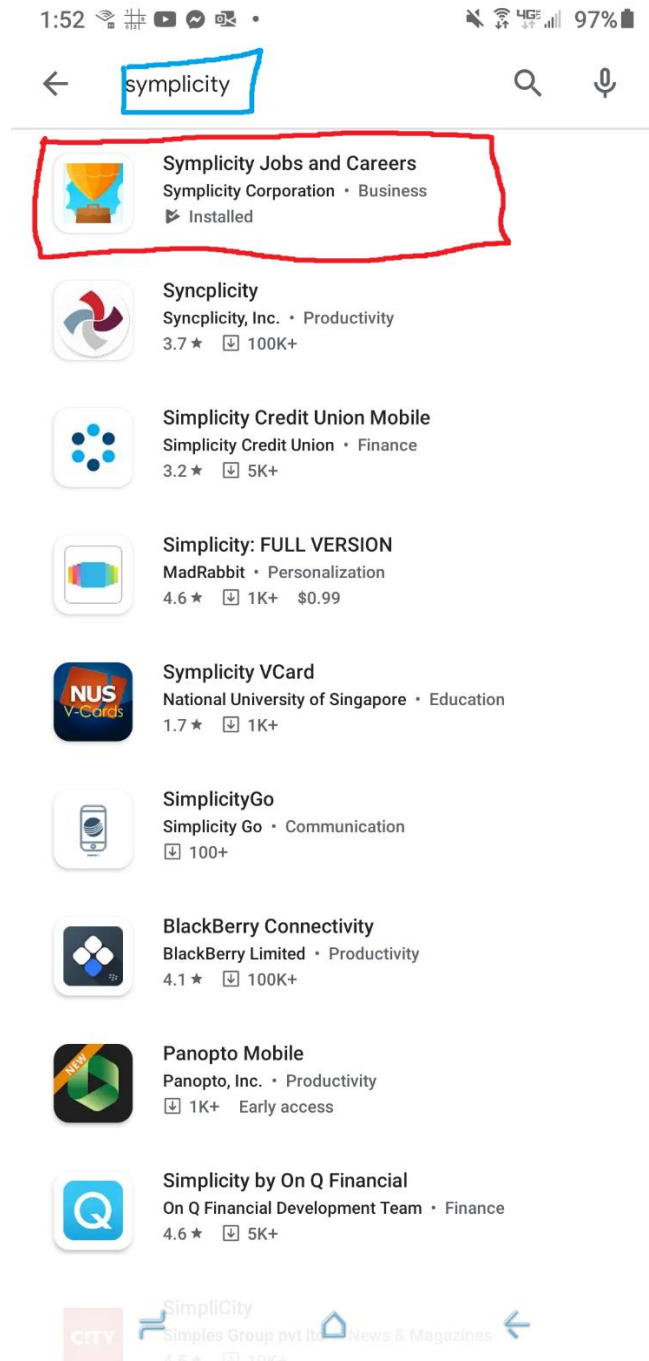 1:52 4GE 97%
symplicity
Symplicity Jobs and Careers
Symplicity Corporation • Business
Installed
Syncplicity
Syncplicity, Inc. • Productivity
3.7★ 100K+
Simplicity Credit Union Mobile
Simplicity Credit Union • Finance
3.2★ 5K+
Simplicity: FULL VERSION
MadRabbit • Personalization
4.6★ 1K+ $0.99
NUS
V-Cards
Symplicity VCard
National University of Singapore • Education
1.7★ 1K+
SimplicityGo
Simplicity Go • Communication
100+
BlackBerry Connectivity
BlackBerry Limited • Productivity
4.1★ 100K+
NEW
Panopto Mobile
Panopto, Inc. • Productivity
1K+ Early access
Q
Simplicity by On Q Financial
On Q Financial Development Team • Finance
4.6★ 5K+
C!TY
SimpliCity
Simples Group pvt ltd News & Magazines